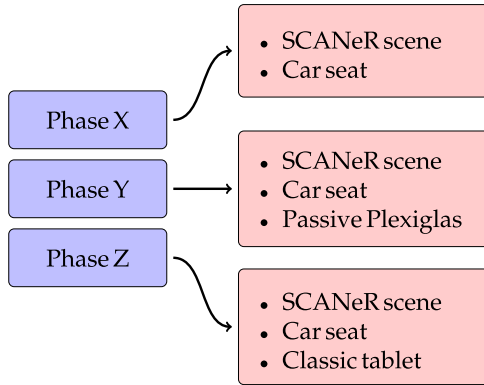 Phase X
• SCANeR scene
• Car seat
Phase Y
• SCANeR scene
• Car seat
• Passive Plexiglas
Phase Z
• SCANeR scene
• Car seat
• Classic tablet